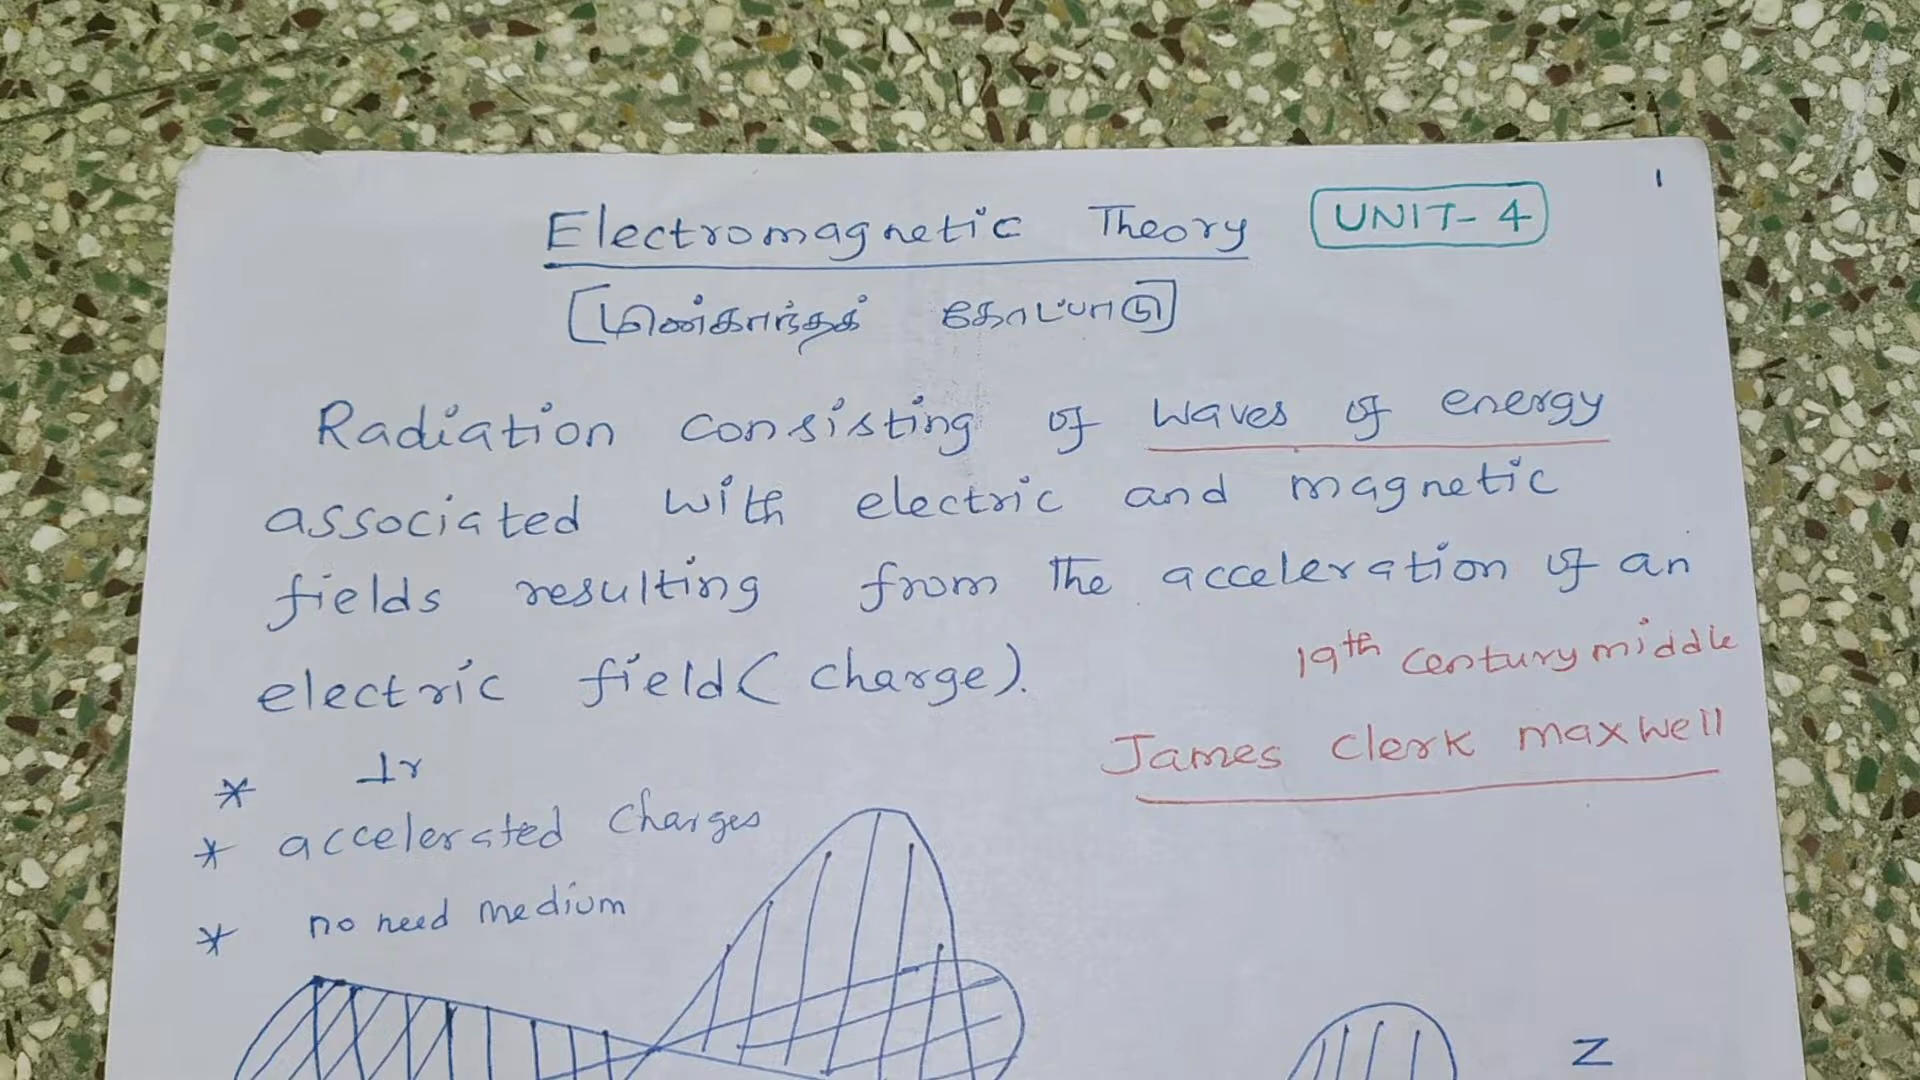 1
Electromagnetic Theory UNIT-4
[மின்காந்தக் கோட்பாடு]
Radiation consisting of waves of energy
associated with electric and magnetic
fields resulting from the acceleration of an
electric field (charge).
19th Century middle
James Clerk maxwell
* ⊥r
* accelerated charges
* no need medium
Z